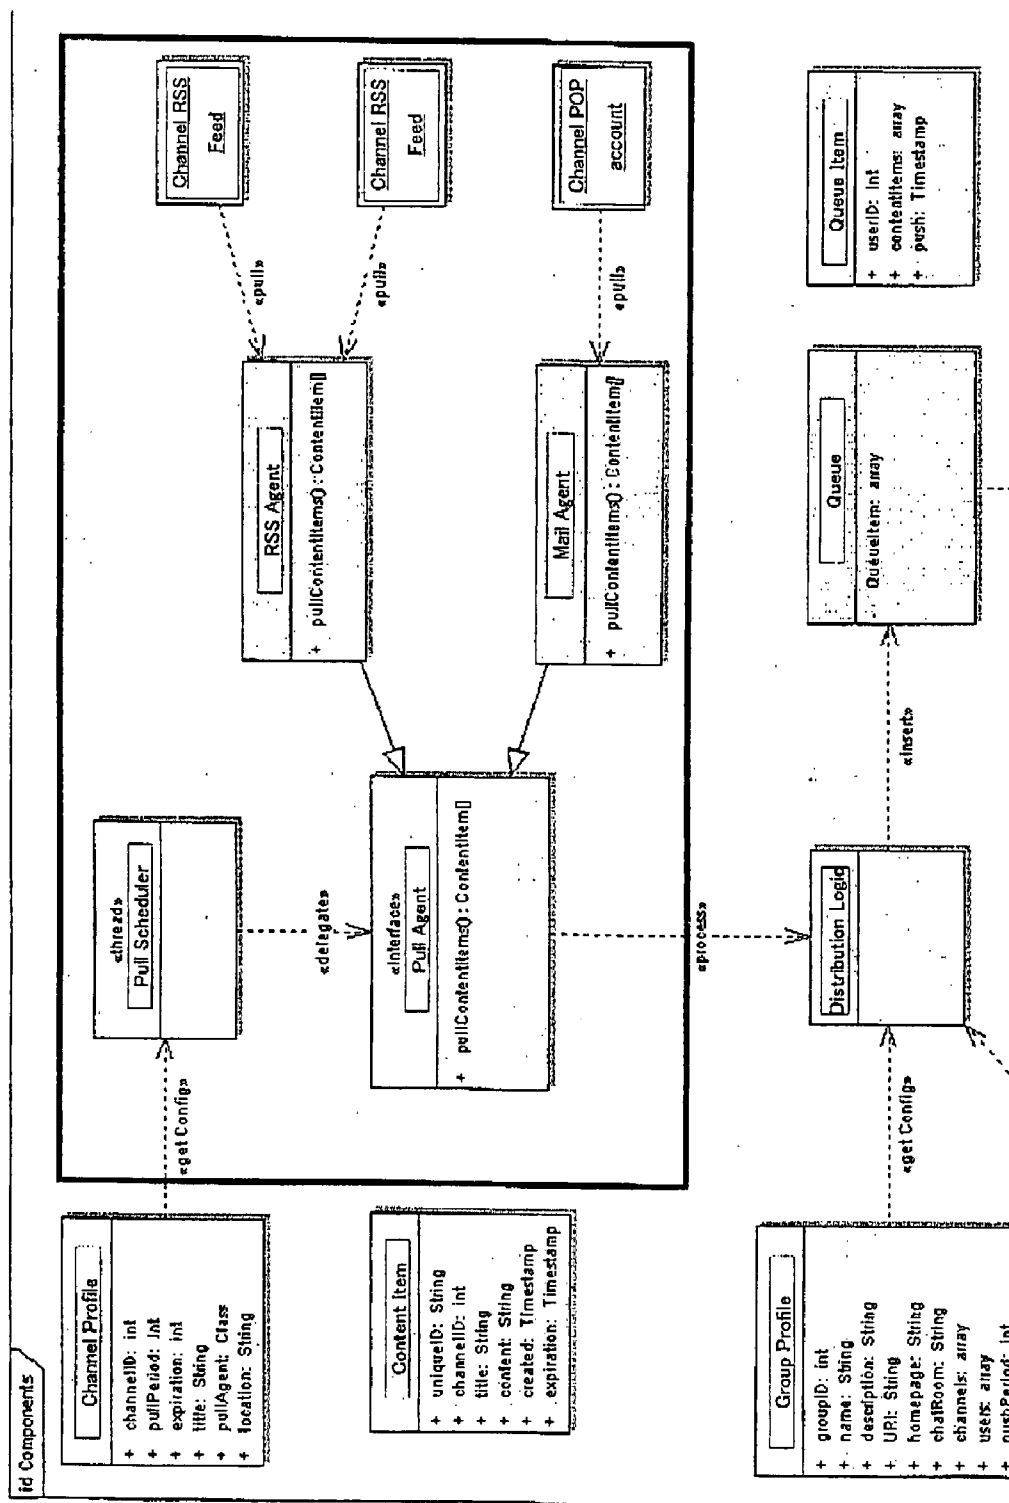 id Components
Channel Profile
+ channelID: int
+ pullPeriod: int
+ expiration: int
+ title: String
+ pullAgent: Class
+ location: String
«get Config»
«thread»
Pull Scheduler
«delegate»
Content Item
+ uniqueID: String
+ channelID: int
+ title: String
+ content: String
+ created: Timestamp
+ expiration: Timestamp
«interface»
Pull Agent
+ pullContentItems() : ContentItem[]
RSS Agent
+ pullContentItems() : ContentItem[]
Mail Agent
+ pullContentItems() : ContentItem[]
«pull»
«pull»
«pull»
Channel RSS
Feed
Channel RSS
Feed
Channel POP
account
«process»
Group Profile
+ groupID: int
+ name: String
+ description: String
+ URI: String
+ homepage: String
+ chatRoom: String
+ channels: array
+ users: array
+ pushPeriod: int
«get Config»
Distribution Logic
«insert»
Queue
QueueItem: array
Queue Item
+ userID: int
+ contentItems: array
+ push: Timestamp